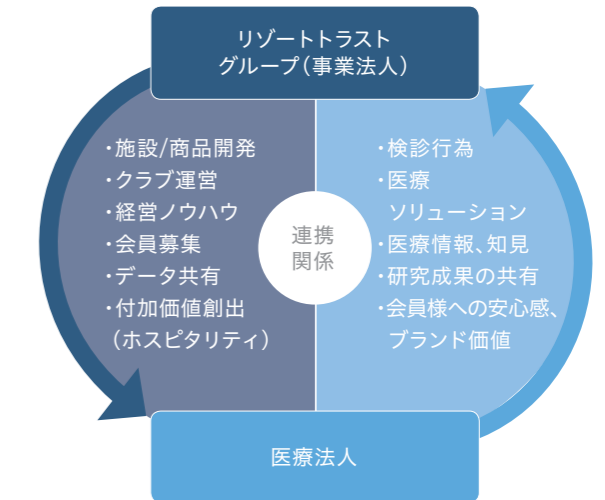 リゾートトラスト
グループ（事業法人）
・施設/商品開発
・クラブ運営
・経営ノウハウ
・会員募集
・データ共有
・付加価値創出
（ホスピタリティ）
連携
関係
・検診行為
・医療
ソリューション
・医療情報、知見
・研究成果の共有
・会員様への安心感、
ブランド価値
医療法人